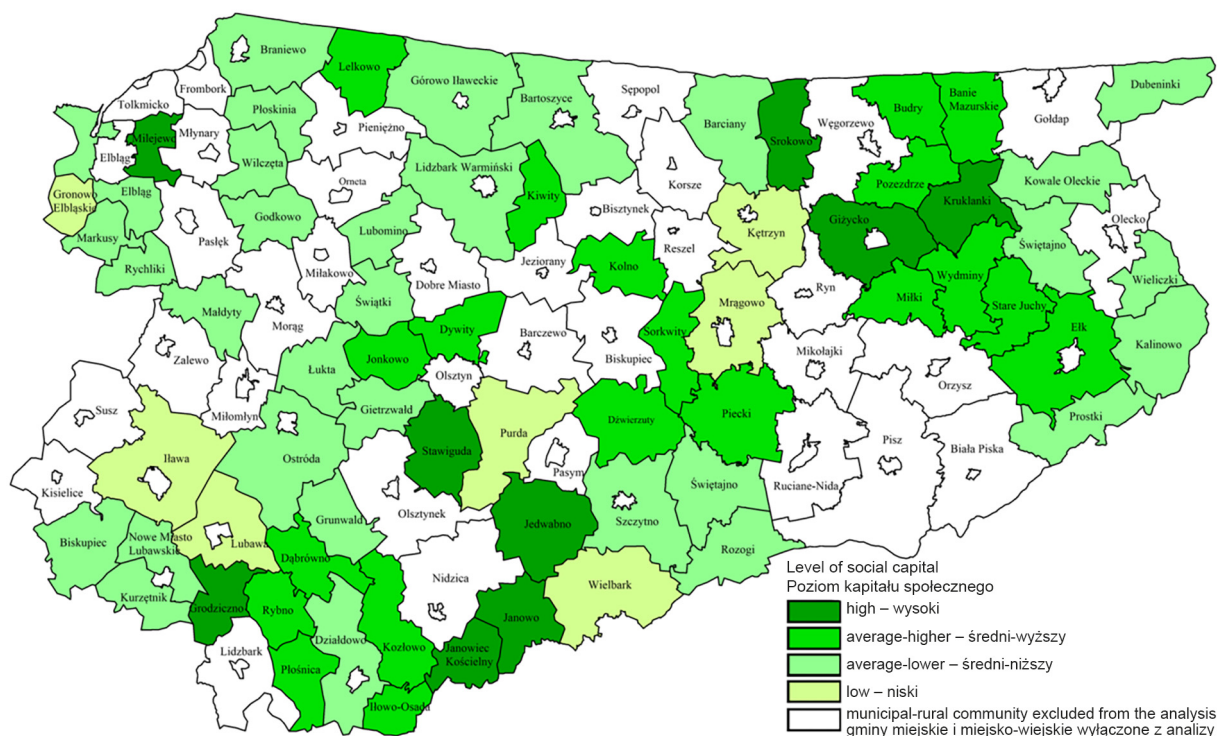 Braniewo
Lelkowo
Górowo Iławeckie
Bartoszyce
Sępopol
Barciany
Srokowo
Węgorzewo
Budry
Banie
Mazurskie
Gołdap
Dubeninki
Frombork
Tolkmicko
Płoskinia
Pieniężno
Milejewo
Młynary
Elbląg
Wilczęta
Lidzbark Warmiński
Orneta
Korsze
Kiwity
Pozezdrze
Kruklanki
Kowale Oleckie
Gronowo
Elbląskie
Elbląg
Godkowo
Bisztynek
Reszel
Kętrzyn
Giżycko
Olecko
Markusy
Pasłęk
Lubomino
Świętajno
Rychliki
Miłakowo
Dobre Miasto
Jeziorany
Kolno
Wydminy
Wieliczki
Małdyty
Morąg
Świątki
Ryn
Miłki
Stare Juchy
Mrągowo
Dywity
Barczewo
Sorkwity
Ełk
Kalinowo
Zalewo
Jonkowo
Biskupiec
Mikołajki
Łukta
Olsztyn
Orzysz
Susz
Miłomłyn
Gietrzwałd
Dźwierzuty
Piecki
Prostki
Purda
Stawiguda
Pisz
Biała Piska
Iława
Ostróda
Pasym
Kisielice
Świętajno
Ruciane-Nida
Olsztynek
Grunwald
Jedwabno
Szczytno
Biskupiec
Nowe Miasto
Lubawskie
Lubawa
Rozogi
Dąbrówno
Nidzica
Wielbark
Kurzętnik
Grodziczno
Rybno
Janowo
Działdowo
Kozłowo
Janowiec
Kościelny
Lidzbark
Płośnica
Iłowo-Osada
Level of social capital
Poziom kapitału społecznego
high – wysoki
average-higher – średni-wyższy
average-lower – średni-niższy
low – niski
municipal-rural community excluded from the analysis
gminy miejskie i miejsko-wiejskie wyłączone z analizy